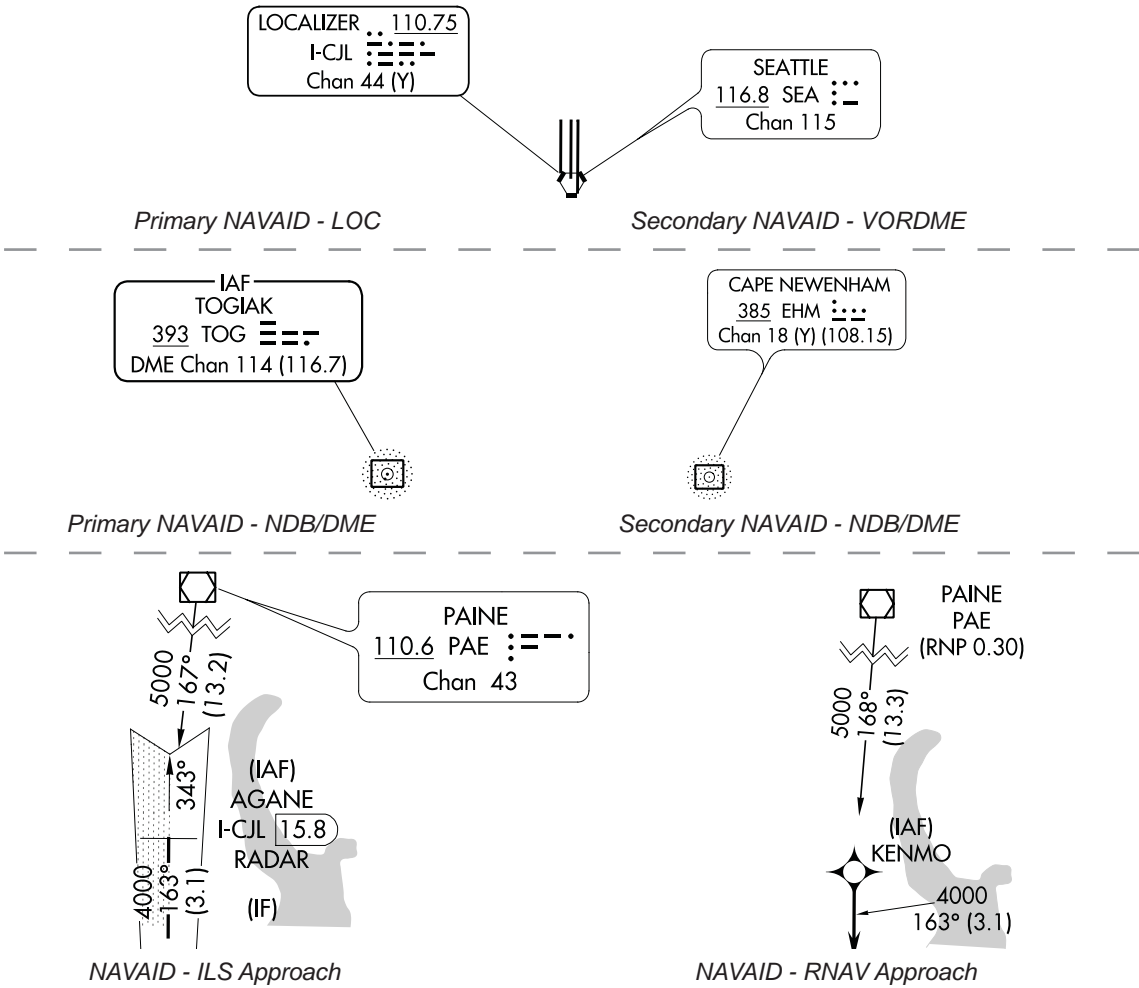 LOCALIZER 110.75
I-CJL
Chan 44 (Y)
SEATTLE
116.8 SEA
Chan 115
Primary NAVAID - LOC
Secondary NAVAID - VORDME
IAF
TOGIAK
393 TOG
DME Chan 114 (116.7)
CAPE NEWENHAM
385 EHM
Chan 18 (Y) (108.15)
Primary NAVAID - NDB/DME
Secondary NAVAID - NDB/DME
PAINE
110.6 PAE
Chan 43
5000
167°
(13.2)
343°
(IAF)
AGANE
I-CJL 15.8
RADAR
(IF)
4000
163°
(3.1)
NAVAID - ILS Approach
PAINE
PAE
(RNP 0.30)
5000
168°
(13.3)
(IAF)
KENMO
4000
163° (3.1)
NAVAID - RNAV Approach